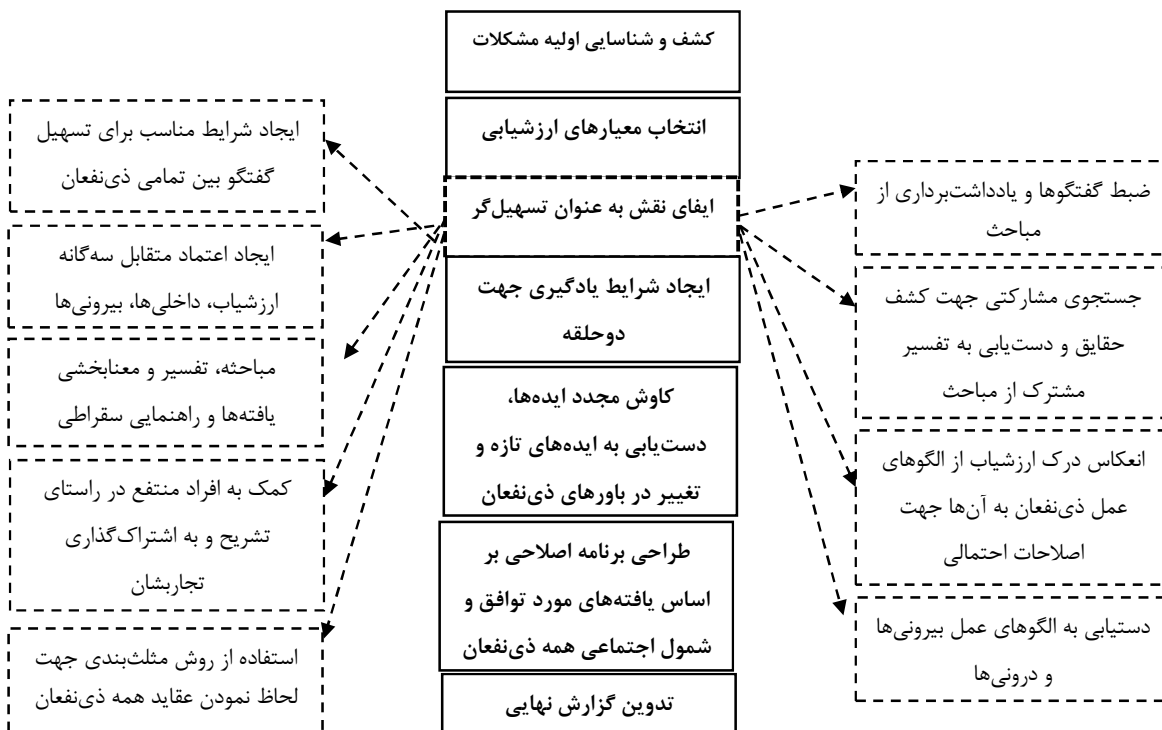 کشف و شناسایی اولیه مشکلات
انتخاب معیارهای ارزشیابی
ایفای نقش به عنوان تسهیل‌گر
ایجاد شرایط یادگیری جهت
دوحلقه
کاوش مجدد ایده‌ها،
دست‌یابی به ایده‌های تازه و
تغییر در باورهای ذی‌نفعان
طراحی برنامه اصلاحی بر
اساس یافته‌های مورد توافق و
شمول اجتماعی همه ذی‌نفعان
تدوین گزارش نهایی
ضبط گفتگوها و یادداشت‌برداری از
مباحث
جستجوی مشارکتی جهت کشف
حقایق و دست‌یابی به تفسیر
مشترک از مباحث
انعکاس درک ارزشیاب از الگوهای
عمل ذی‌نفعان به آن‌ها جهت
اصلاحات احتمالی
دستیابی به الگوهای عمل بیرونی‌ها
و درونی‌ها
ایجاد شرایط مناسب برای تسهیل
گفتگو بین تمامی ذی‌نفعان
ایجاد اعتماد متقابل سه‌گانه
ارزشیاب، داخلی‌ها، بیرونی‌ها
مباحثه، تفسیر و معنابخشی
یافته‌ها و راهنمایی سقراطی
کمک به افراد منتفع در راستای
تشریح و به اشتراک‌گذاری
تجاربشان
استفاده از روش مثلث‌بندی جهت
لحاظ نمودن عقاید همه ذی‌نفعان